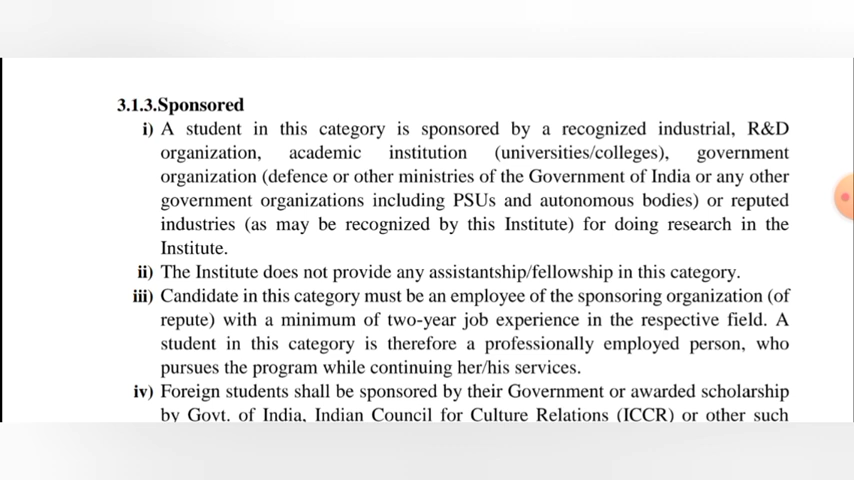 3.1.3.Sponsored
i) A student in this category is sponsored by a recognized industrial, R&D
organization, academic institution (universities/colleges), government
organization (defence or other ministries of the Government of India or any other
government organizations including PSUs and autonomous bodies) or reputed
industries (as may be recognized by this Institute) for doing research in the
Institute.
ii) The Institute does not provide any assistantship/fellowship in this category.
iii) Candidate in this category must be an employee of the sponsoring organization (of
repute) with a minimum of two-year job experience in the respective field. A
student in this category is therefore a professionally employed person, who
pursues the program while continuing her/his services.
iv) Foreign students shall be sponsored by their Government or awarded scholarship
by Govt. of India, Indian Council for Culture Relations (ICCR) or other such